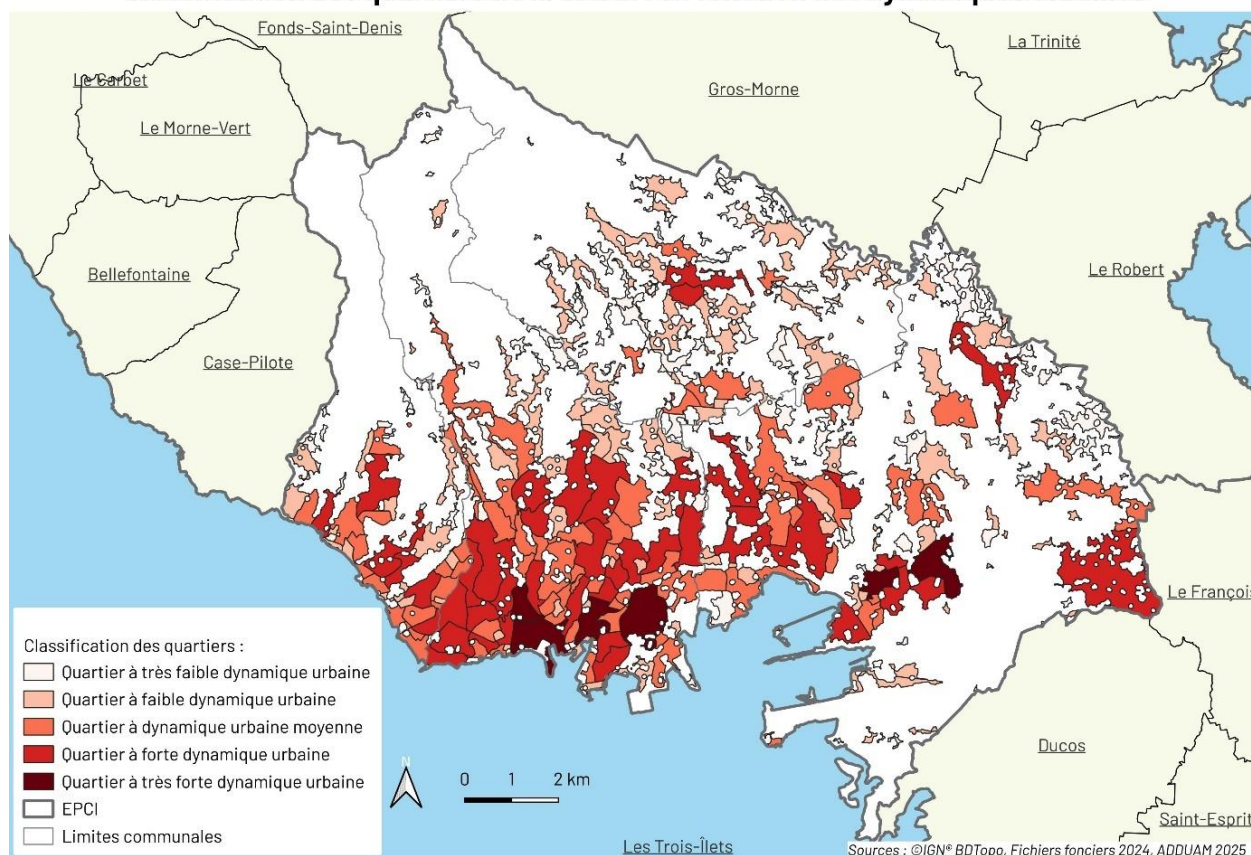 Fonds-Saint-Denis
La Trinité
Le Carbet
Gros-Morne
Le Morne-Vert
Bellefontaine
Le Robert
Case-Pilote
Le François
Classification des quartiers :
Quartier à très faible dynamique urbaine
Quartier à faible dynamique urbaine
Quartier à dynamique urbaine moyenne
Quartier à forte dynamique urbaine
Quartier à très forte dynamique urbaine
EPCI
Limites communales
N
0 1 2 km
Ducos
Saint-Esprit
Les Trois-Îlets
Sources : ©IGN® BDTopo, Fichiers fonciers 2024, ADDUAM 2025